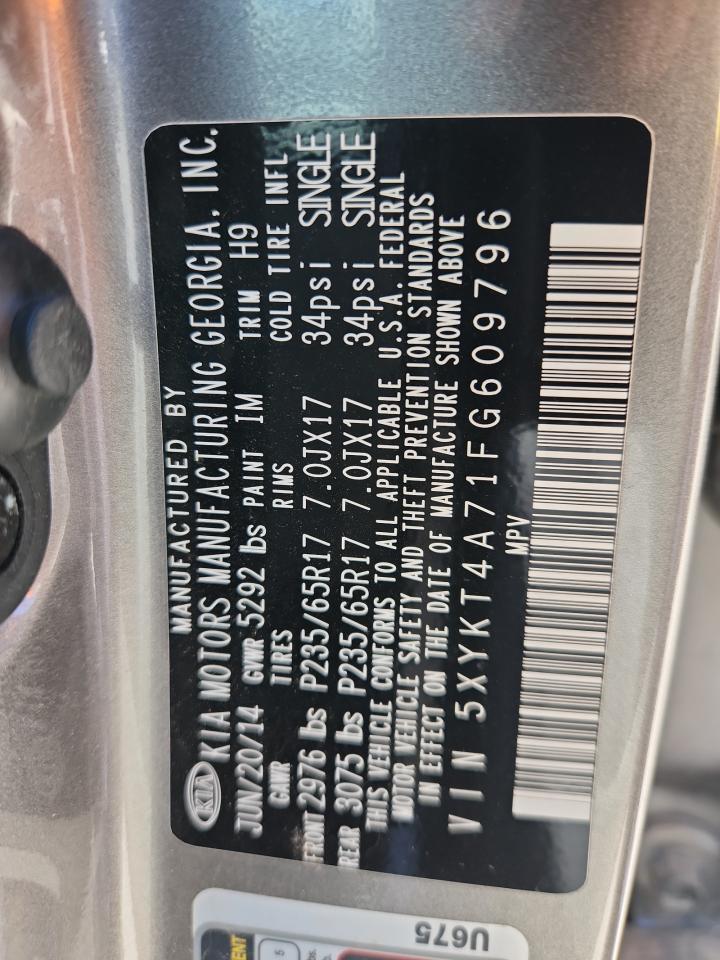 MANUFACTURED BY
KIA KIA MOTORS MANUFACTURING GEORGIA, INC.
JUN/20/14 GVWR 5292 lbs PAINT IM TRIM H9
GAWR TIRES RIMS COLD TIRE INFL
FRONT 2976 lbs P235/65R17 7.0JX17 34psi SINGLE
REAR 3075 lbs P235/65R17 7.0JX17 34psi SINGLE
THIS VEHICLE CONFORMS TO ALL APPLICABLE U.S.A. FEDERAL
MOTOR VEHICLE SAFETY AND THEFT PREVENTION STANDARDS
IN EFFECT ON THE DATE OF MANUFACTURE SHOWN ABOVE
VIN 5XYKT4A71FG609796
MPV
U675